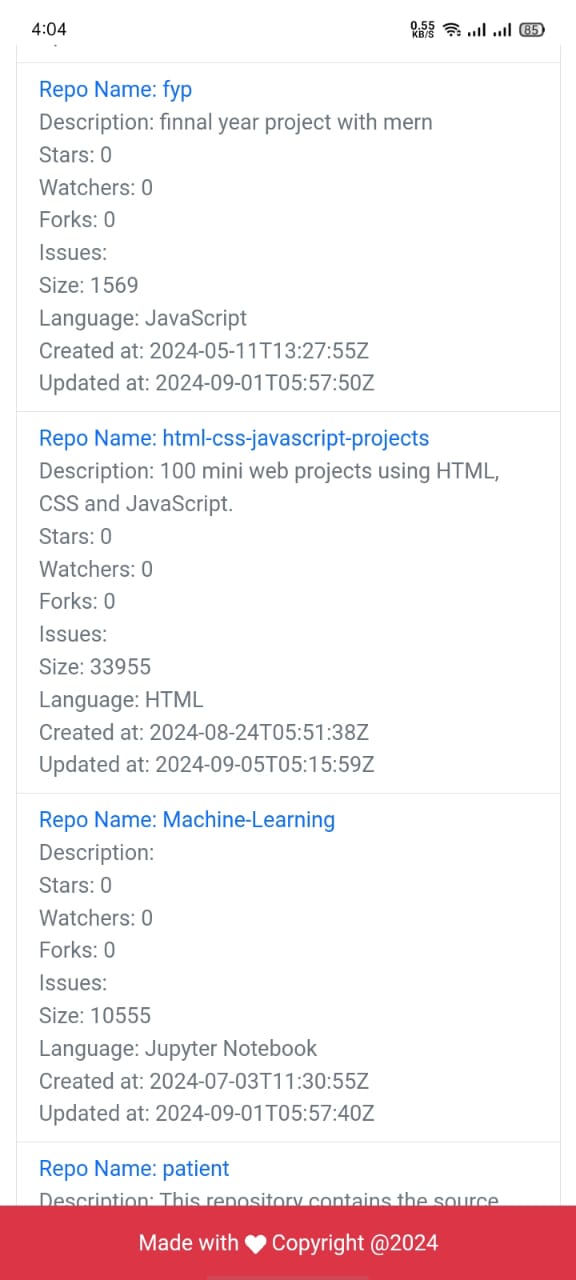 4:04
0.55
KB/S
85
Repo Name: fyp
Description: finnal year project with mern
Stars: 0
Watchers: 0
Forks: 0
Issues:
Size: 1569
Language: JavaScript
Created at: 2024-05-11T13:27:55Z
Updated at: 2024-09-01T05:57:50Z
Repo Name: html-css-javascript-projects
Description: 100 mini web projects using HTML,
CSS and JavaScript.
Stars: 0
Watchers: 0
Forks: 0
Issues:
Size: 33955
Language: HTML
Created at: 2024-08-24T05:51:38Z
Updated at: 2024-09-05T05:15:59Z
Repo Name: Machine-Learning
Description:
Stars: 0
Watchers: 0
Forks: 0
Issues:
Size: 10555
Language: Jupyter Notebook
Created at: 2024-07-03T11:30:55Z
Updated at: 2024-09-01T05:57:40Z
Repo Name: patient
Description: This repository contains the source
Made with ❤ Copyright @2024